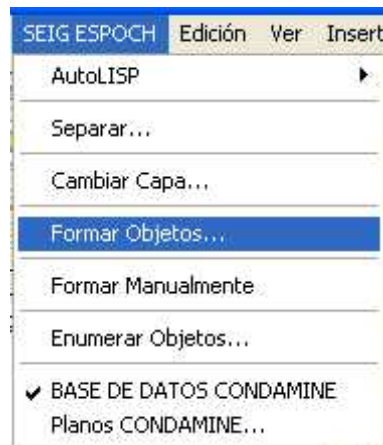 SEIG ESPOCH Edición Ver Insert
AutoLISP
Separar...
Cambiar Capa...
Formar Objetos...
Formar Manualmente
Enumerar Objetos...
BASE DE DATOS CONDAMINE
Planos CONDAMINE...